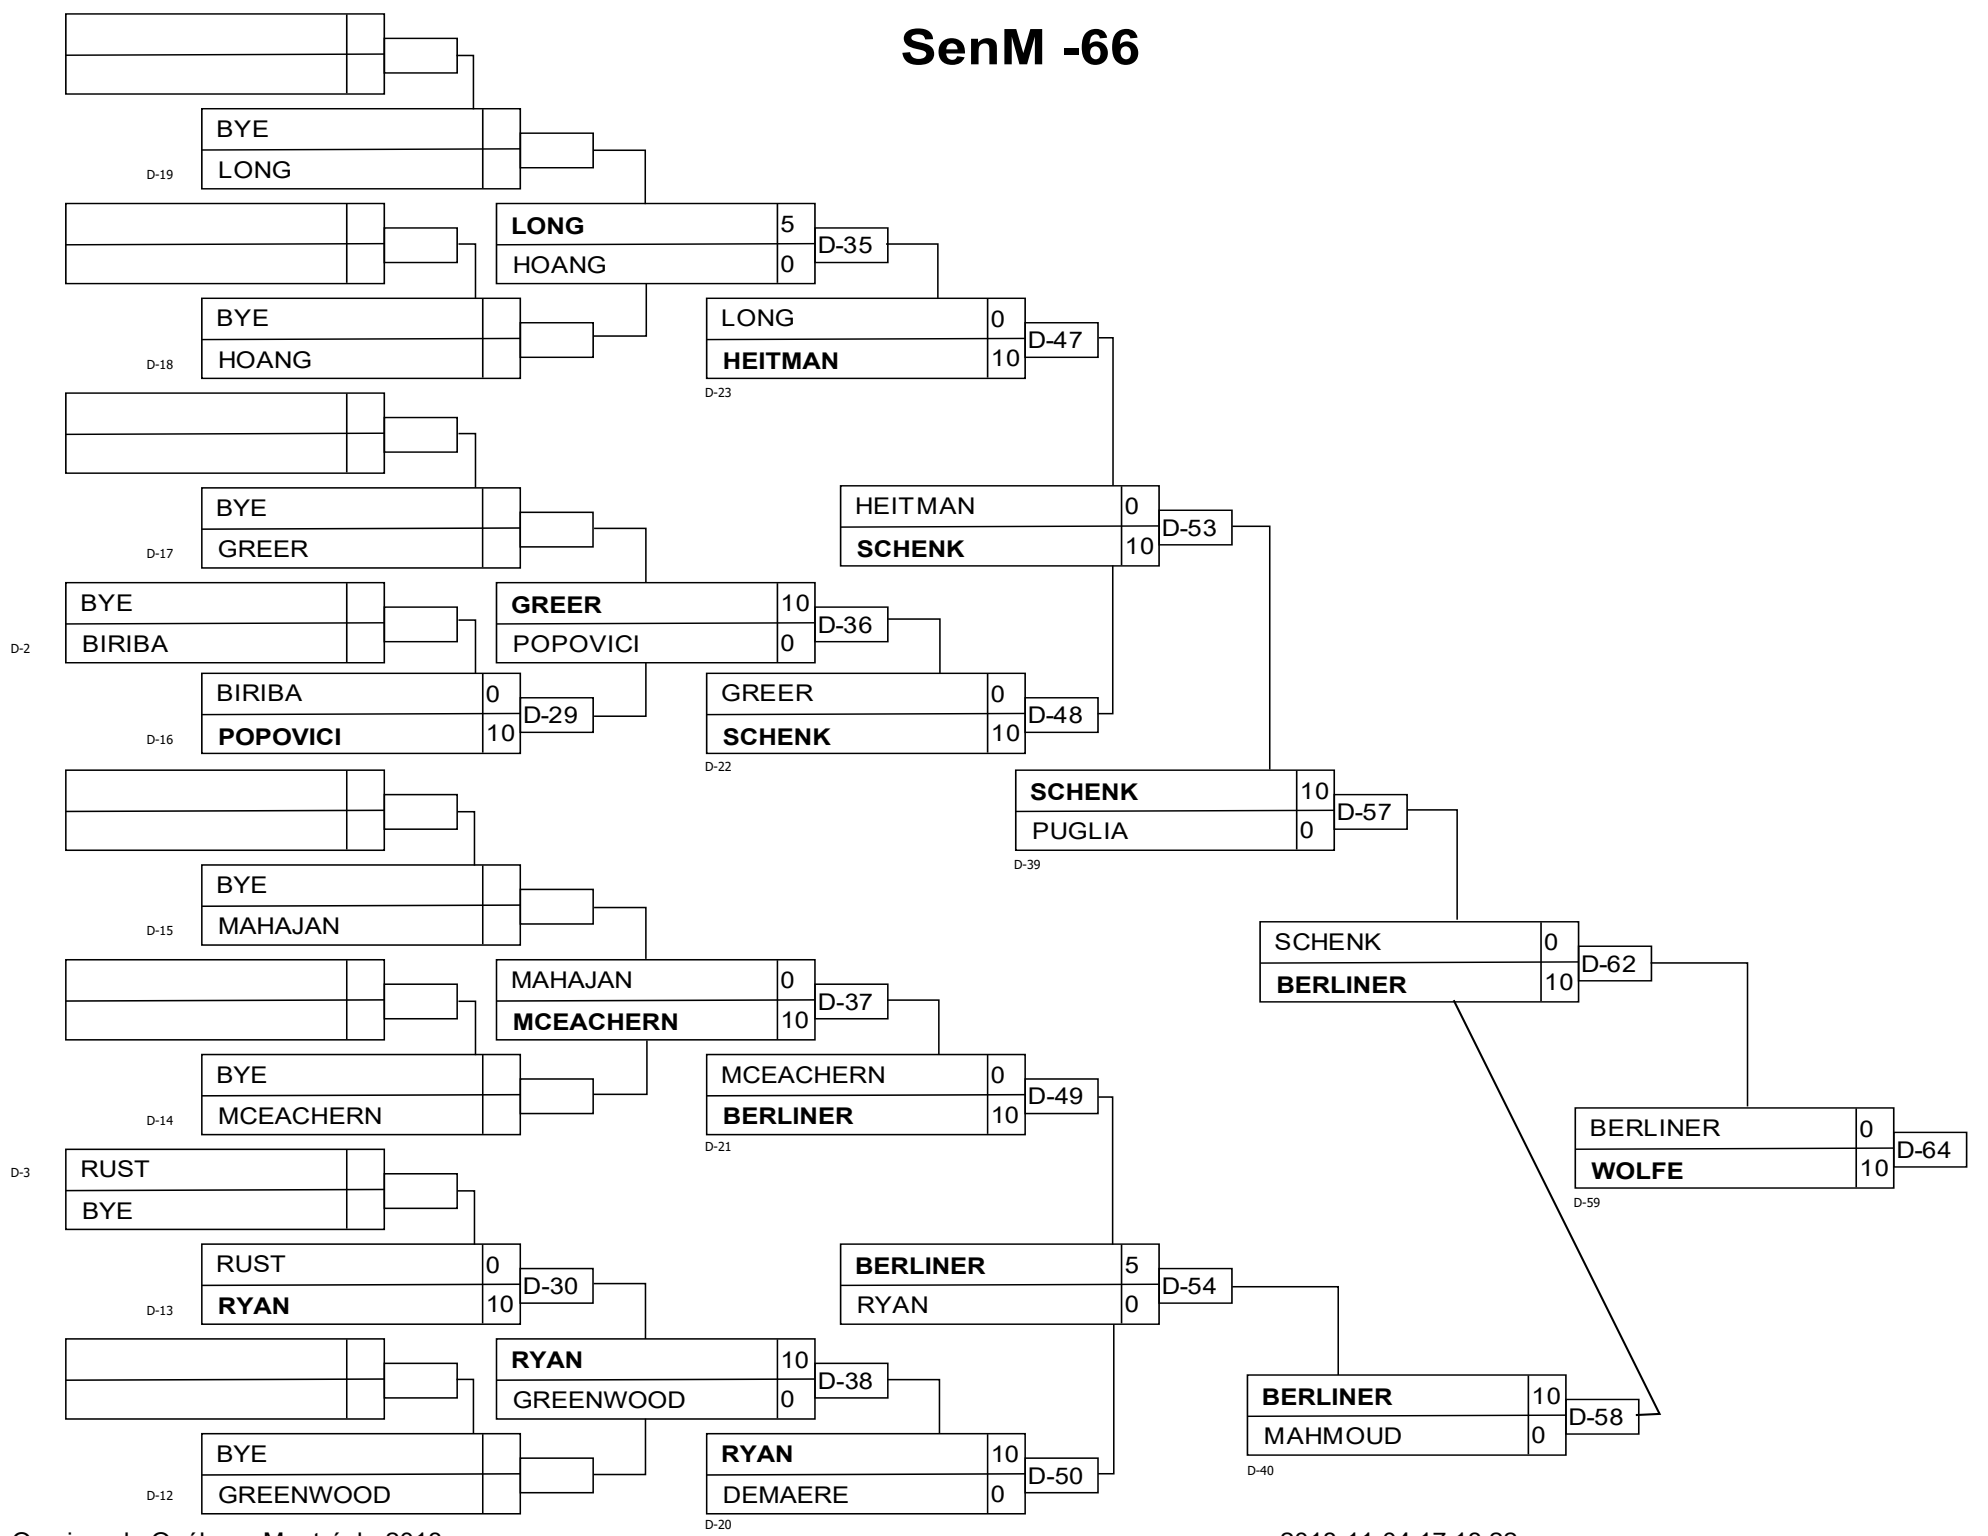 SenM -66
BYE
D-19
LONG
LONG 5
D-35
HOANG 0
BYE
D-18
HOANG
LONG 0
D-47
HEITMAN 10
D-23
BYE
D-17
GREER
HEITMAN 0
D-53
SCHENK 10
BYE
D-2
BIRIBA
GREER 10
D-36
POPOVICI 0
BIRIBA 0
D-29
D-16
POPOVICI 10
GREER 0
D-48
SCHENK 10
D-22
SCHENK 10
D-57
PUGLIA 0
D-39
BYE
D-15
MAHAJAN
SCHENK 0
D-62
BERLINER 10
MAHAJAN 0
D-37
MCEACHERN 10
BYE
D-14
MCEACHERN
MCEACHERN 0
D-49
BERLINER 10
D-21
BERLINER 0
D-64
WOLFE 10
D-59
D-3
RUST
BYE
RUST 0
D-30
D-13
RYAN 10
BERLINER 5
D-54
RYAN 0
RYAN 10
D-38
GREENWOOD 0
BERLINER 10
D-58
MAHMOUD 0
D-40
BYE
D-12
GREENWOOD
RYAN 10
D-50
DEMAERE 0
D-20